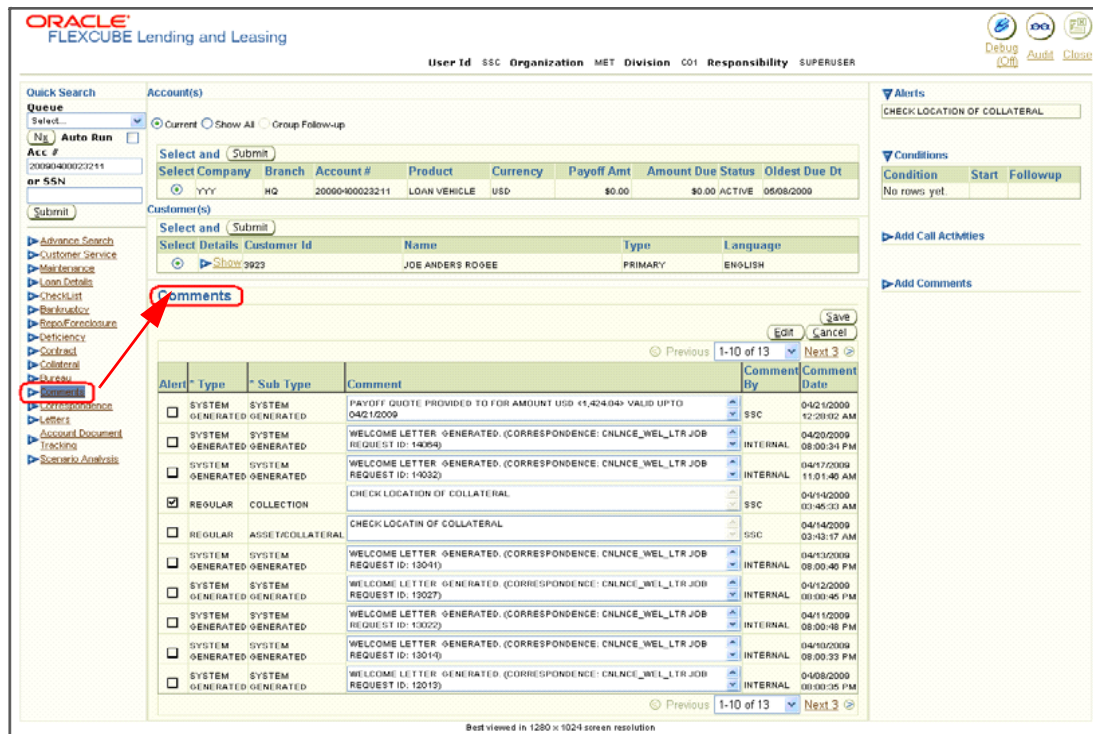 ORACLE
FLEXCUBE Lending and Leasing
Debug (Off) Audit Close
User Id SSC Organization MET Division C01 Responsibility SUPERUSER
Quick Search
Queue
Select...
Nx Auto Run
Acc #
20090400023211
or SSN
Submit
Advance Search
Customer Service
Maintenance
Loan Details
CheckList
Bankruptcy
Repo/Foreclosure
Deficiency
Contract
Collateral
Bureau
Comments
Correspondence
Letters
Account Document
Tracking
Scenario Analysis
Account(s)
Current Show All Group Follow-up
Select and Submit
Select Company Branch Account # Product Currency Payoff Amt Amount Due Status Oldest Due Dt
YYY HQ 20090400023211 LOAN VEHICLE USD $0.00 $0.00 ACTIVE 05/08/2009
Customer(s)
Select and Submit
Select Details Customer Id Name Type Language
Show 3923 JOE ANDERS ROGEE PRIMARY ENGLISH
Comments
Save
Edit Cancel
Previous 1-10 of 13 Next 3
Alert * Type * Sub Type Comment Comment By Comment Date
SYSTEM GENERATED SYSTEM GENERATED PAYOFF QUOTE PROVIDED TO FOR AMOUNT USD <1,424.04> VALID UPTO 04/21/2009 SSC 04/21/2009 12:28:02 AM
SYSTEM GENERATED SYSTEM GENERATED WELCOME LETTER GENERATED. (CORRESPONDENCE: CNLNCE_WEL_LTR JOB REQUEST ID: 14064) INTERNAL 04/20/2009 08:00:34 PM
SYSTEM GENERATED SYSTEM GENERATED WELCOME LETTER GENERATED. (CORRESPONDENCE: CNLNCE_WEL_LTR JOB REQUEST ID: 14032) INTERNAL 04/17/2009 11:01:46 AM
REGULAR COLLECTION CHECK LOCATION OF COLLATERAL SSC 04/14/2009 03:45:33 AM
REGULAR ASSET/COLLATERAL CHECK LOCATIN OF COLLATERAL SSC 04/14/2009 03:43:17 AM
SYSTEM GENERATED SYSTEM GENERATED WELCOME LETTER GENERATED. (CORRESPONDENCE: CNLNCE_WEL_LTR JOB REQUEST ID: 13041) INTERNAL 04/13/2009 08:00:46 PM
SYSTEM GENERATED SYSTEM GENERATED WELCOME LETTER GENERATED. (CORRESPONDENCE: CNLNCE_WEL_LTR JOB REQUEST ID: 13027) INTERNAL 04/12/2009 08:00:45 PM
SYSTEM GENERATED SYSTEM GENERATED WELCOME LETTER GENERATED. (CORRESPONDENCE: CNLNCE_WEL_LTR JOB REQUEST ID: 13022) INTERNAL 04/11/2009 08:00:48 PM
SYSTEM GENERATED SYSTEM GENERATED WELCOME LETTER GENERATED. (CORRESPONDENCE: CNLNCE_WEL_LTR JOB REQUEST ID: 13014) INTERNAL 04/10/2009 08:00:33 PM
SYSTEM GENERATED SYSTEM GENERATED WELCOME LETTER GENERATED. (CORRESPONDENCE: CNLNCE_WEL_LTR JOB REQUEST ID: 12013) INTERNAL 04/08/2009 08:00:35 PM
Previous 1-10 of 13 Next 3
Alerts
CHECK LOCATION OF COLLATERAL
Conditions
Condition Start Followup
No rows yet.
Add Call Activities
Add Comments
Best viewed in 1280 x 1024 screen resolution